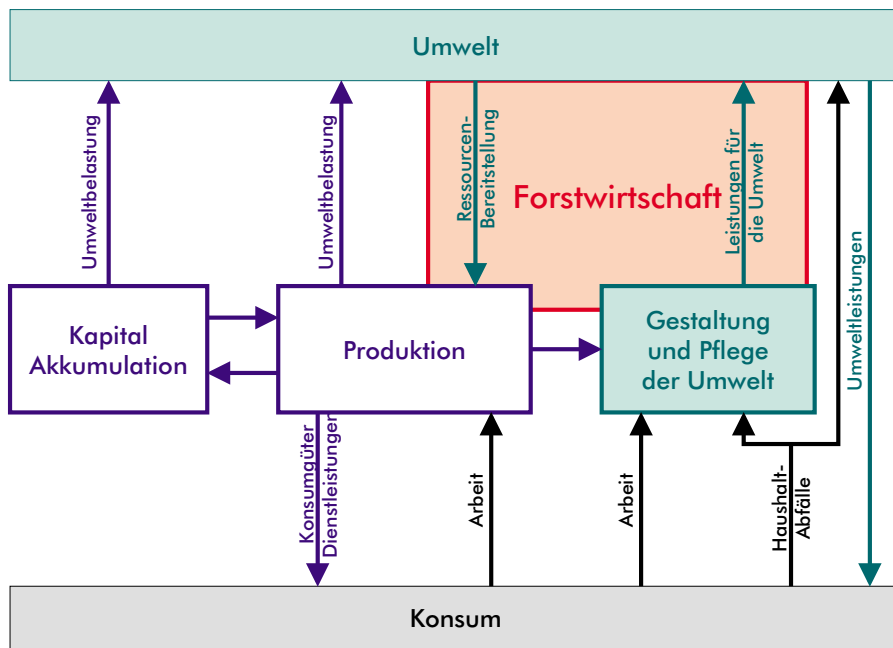 Umwelt
Umweltbelastung
Umweltbelastung
Ressourcen-
Bereitstellung
Forstwirtschaft
Leistungen für
die Umwelt
Umweltleistungen
Kapital
Akkumulation
Produktion
Gestaltung
und Pflege
der Umwelt
Konsumgüter
Dienstleistungen
Arbeit
Arbeit
Haushalt-
Abfälle
Konsum